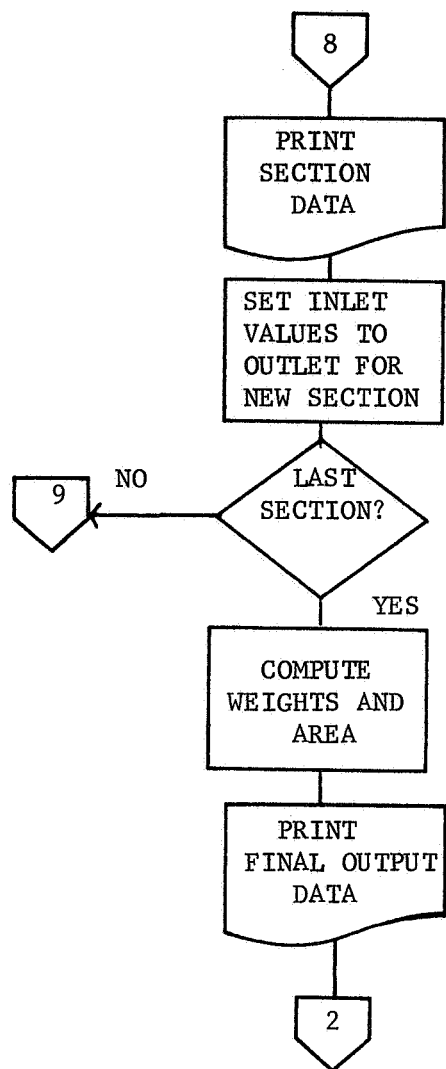 8
PRINT
SECTION
DATA
SET INLET
VALUES TO
OUTLET FOR
NEW SECTION
LAST
SECTION?
NO
9
YES
COMPUTE
WEIGHTS AND
AREA
PRINT
FINAL OUTPUT
DATA
2